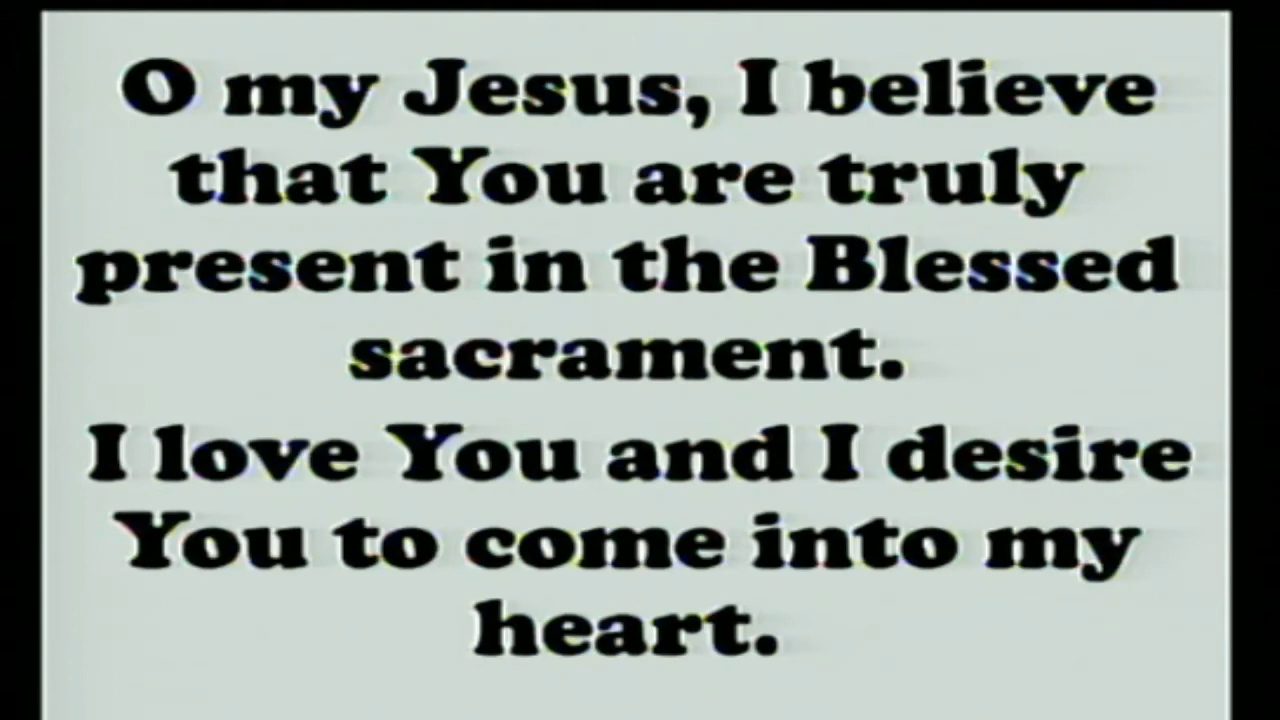 O my Jesus, I believe
that You are truly
present in the Blessed
sacrament.
I love You and I desire
You to come into my
heart.